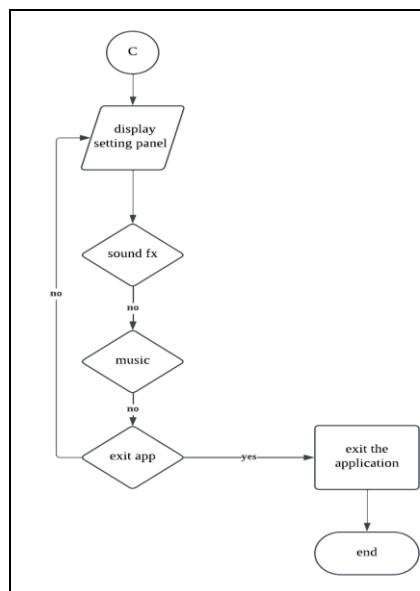 C
display
setting panel
sound fx
no
no
music
no
exit app
yes
exit the
application
end